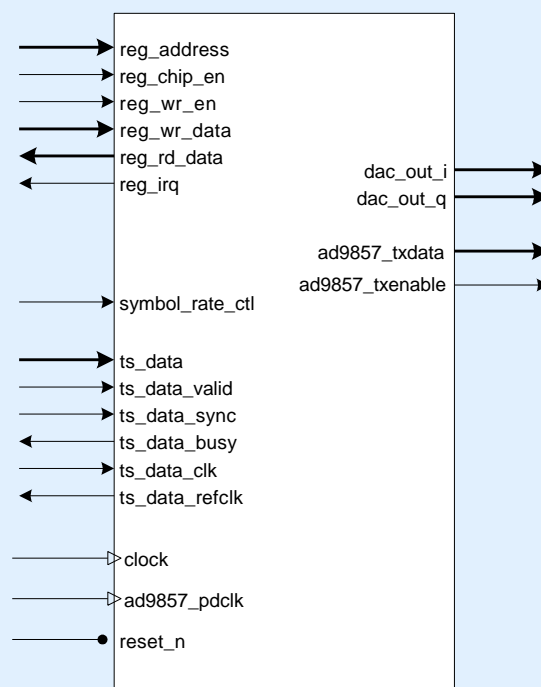 reg_address
reg_chip_en
reg_wr_en
reg_wr_data
reg_rd_data
reg_irq
dac_out_i
dac_out_q
ad9857_txdata
ad9857_txenable
symbol_rate_ctl
ts_data
ts_data_valid
ts_data_sync
ts_data_busy
ts_data_clk
ts_data_refclk
clock
ad9857_pdclk
reset_n